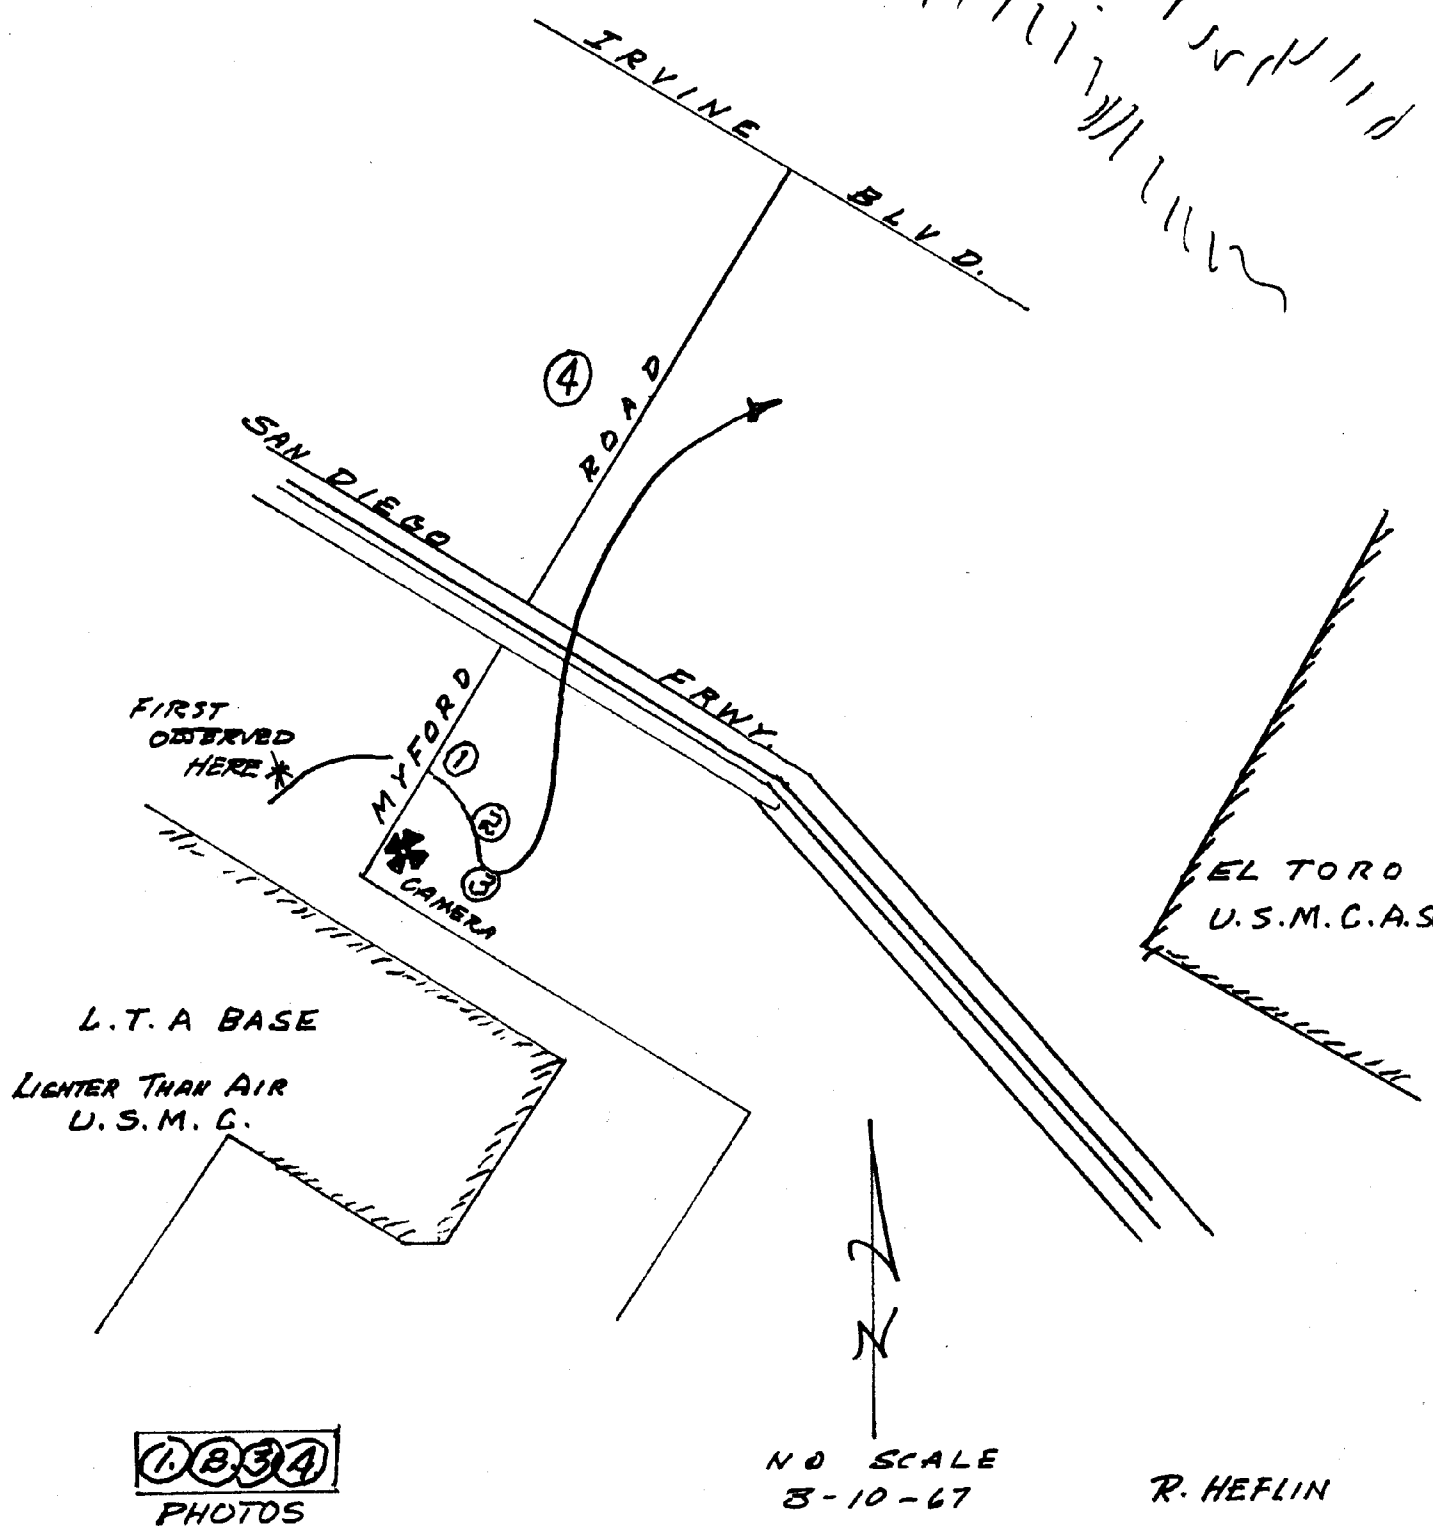 IRVINE BLVD.
4
MYFORD ROAD
SAN DIEGO FRWY.
FIRST
OBSERVED
HERE
1
2
3
CAMERA
EL TORO
U.S.M.C.A.S
L.T.A BASE
LIGHTER THAN AIR
U.S.M.C.
N
1. 2. 3. 4.
PHOTOS
NO SCALE
8-10-67
R. HEFLIN